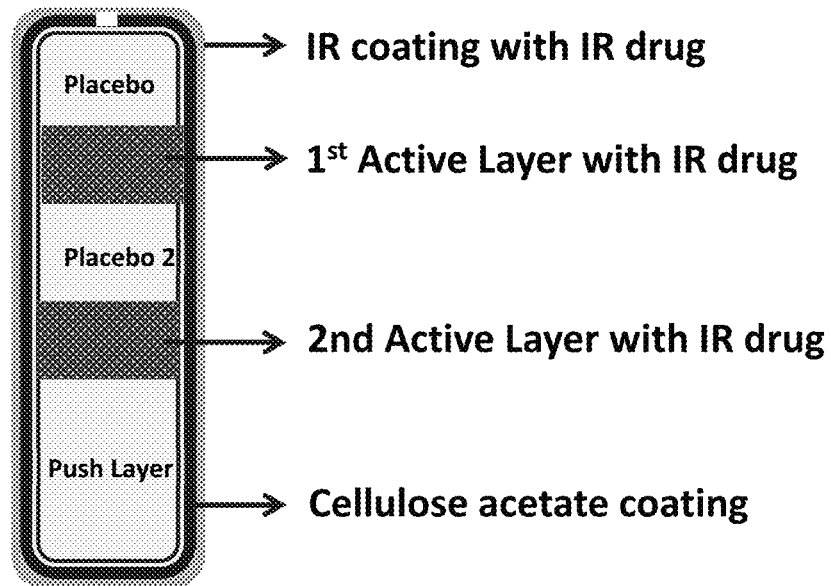 IR coating with IR drug
Placebo
1st Active Layer with IR drug
Placebo 2
2nd Active Layer with IR drug
Push Layer
Cellulose acetate coating